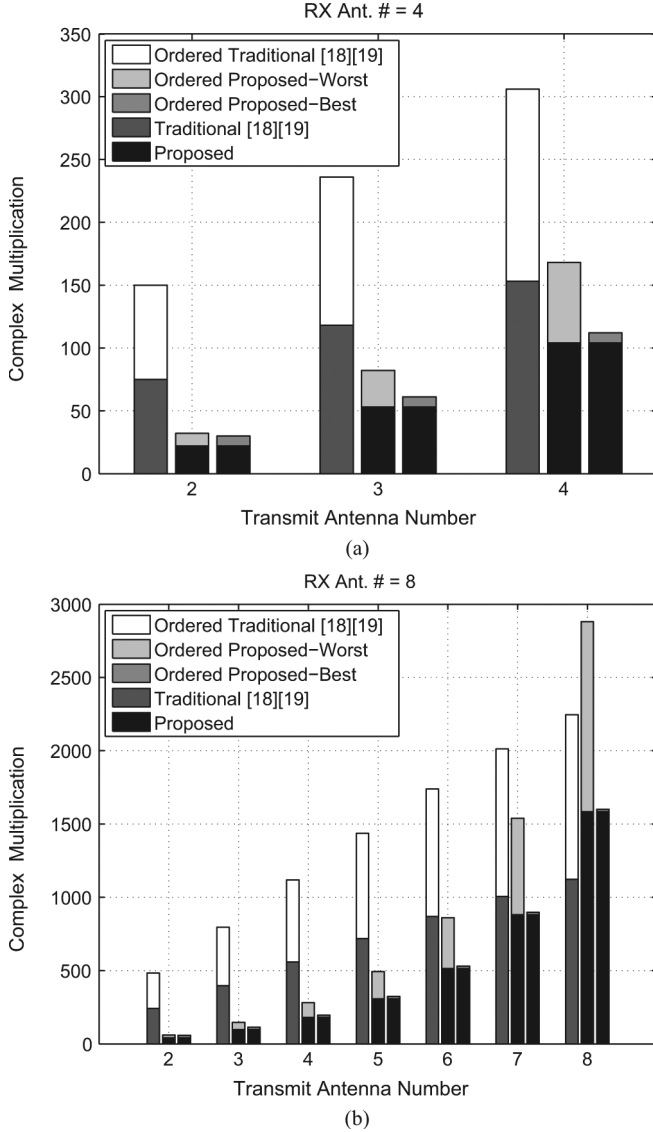 RX Ant. # = 4
350
300
250
200
150
100
50
0
Complex Multiplication
Ordered Traditional [18][19]
Ordered Proposed-Worst
Ordered Proposed-Best
Traditional [18][19]
Proposed
2 3 4
Transmit Antenna Number
(a)
RX Ant. # = 8
3000
2500
2000
1500
1000
500
0
Complex Multiplication
Ordered Traditional [18][19]
Ordered Proposed-Worst
Ordered Proposed-Best
Traditional [18][19]
Proposed
2 3 4 5 6 7 8
Transmit Antenna Number
(b)